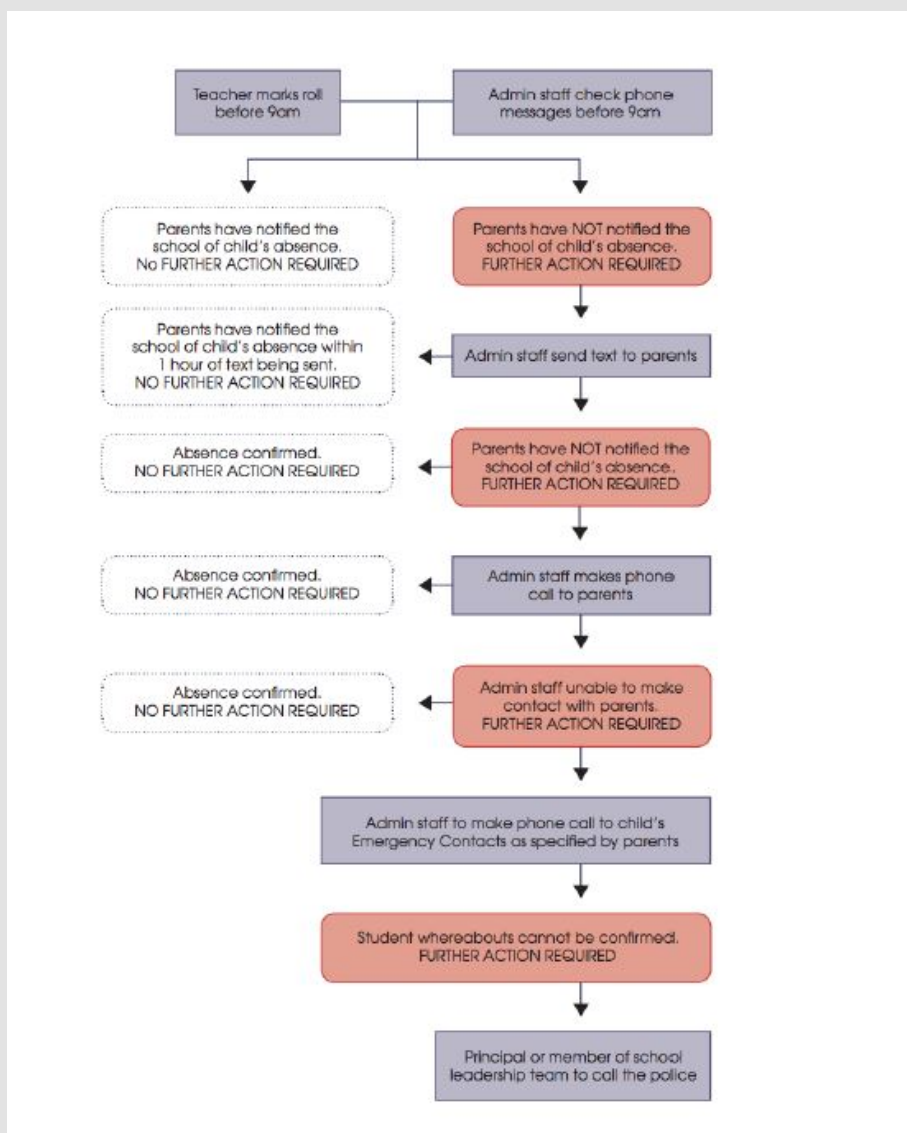 Teacher marks roll
before 9am
Admin staff check phone
messages before 9am
Parents have notified the
school of child's absence.
No FURTHER ACTION REQUIRED
Parents have NOT notified the
school of child's absence.
FURTHER ACTION REQUIRED
Parents have notified the
school of child's absence within
1 hour of text being sent.
NO FURTHER ACTION REQUIRED
Admin staff send text to parents
Absence confirmed.
NO FURTHER ACTION REQUIRED
Parents have NOT notified the
school of child's absence.
FURTHER ACTION REQUIRED
Absence confirmed.
NO FURTHER ACTION REQUIRED
Admin staff makes phone
call to parents
Absence confirmed.
NO FURTHER ACTION REQUIRED
Admin staff unable to make
contact with parents.
FURTHER ACTION REQUIRED
Admin staff to make phone call to child's
Emergency Contacts as specified by parents
Student whereabouts cannot be confirmed.
FURTHER ACTION REQUIRED
Principal or member of school
leadership team to call the police